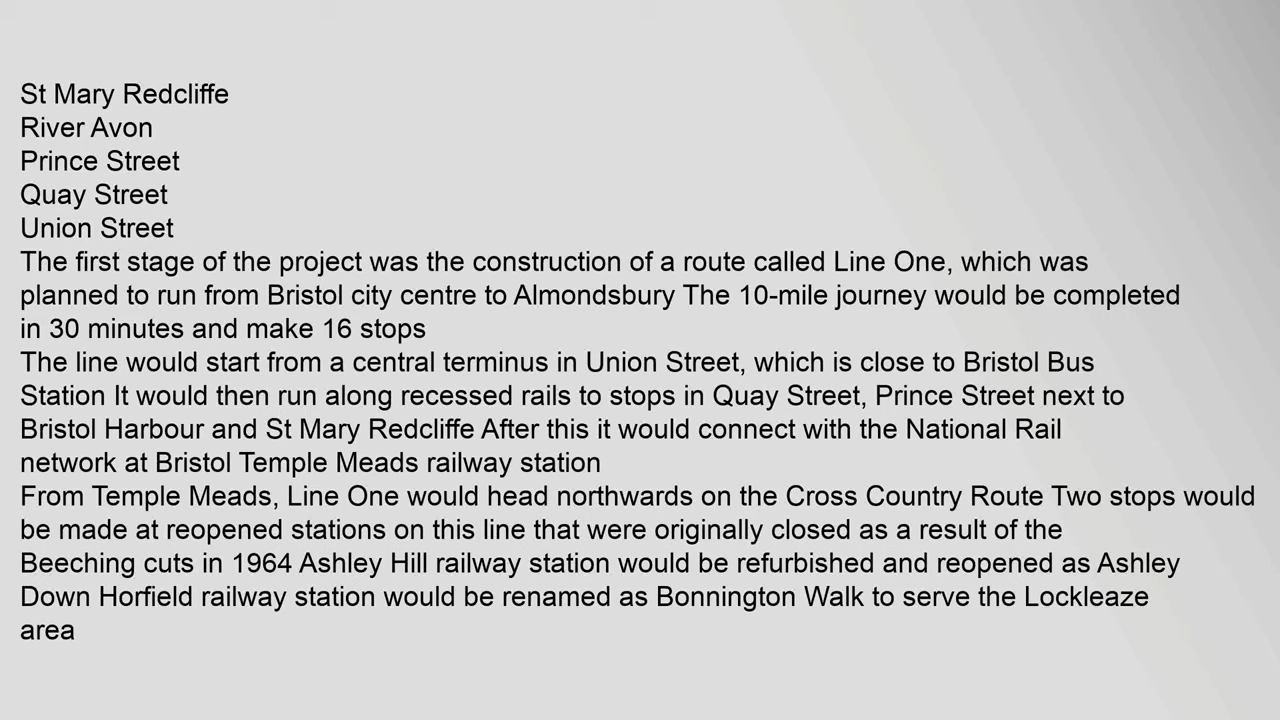 St Mary Redcliffe
River Avon
Prince Street
Quay Street
Union Street
The first stage of the project was the construction of a route called Line One, which was
planned to run from Bristol city centre to Almondsbury The 10-mile journey would be completed
in 30 minutes and make 16 stops
The line would start from a central terminus in Union Street, which is close to Bristol Bus
Station It would then run along recessed rails to stops in Quay Street, Prince Street next to
Bristol Harbour and St Mary Redcliffe After this it would connect with the National Rail
network at Bristol Temple Meads railway station
From Temple Meads, Line One would head northwards on the Cross Country Route Two stops would
be made at reopened stations on this line that were originally closed as a result of the
Beeching cuts in 1964 Ashley Hill railway station would be refurbished and reopened as Ashley
Down Horfield railway station would be renamed as Bonnington Walk to serve the Lockleaze
area